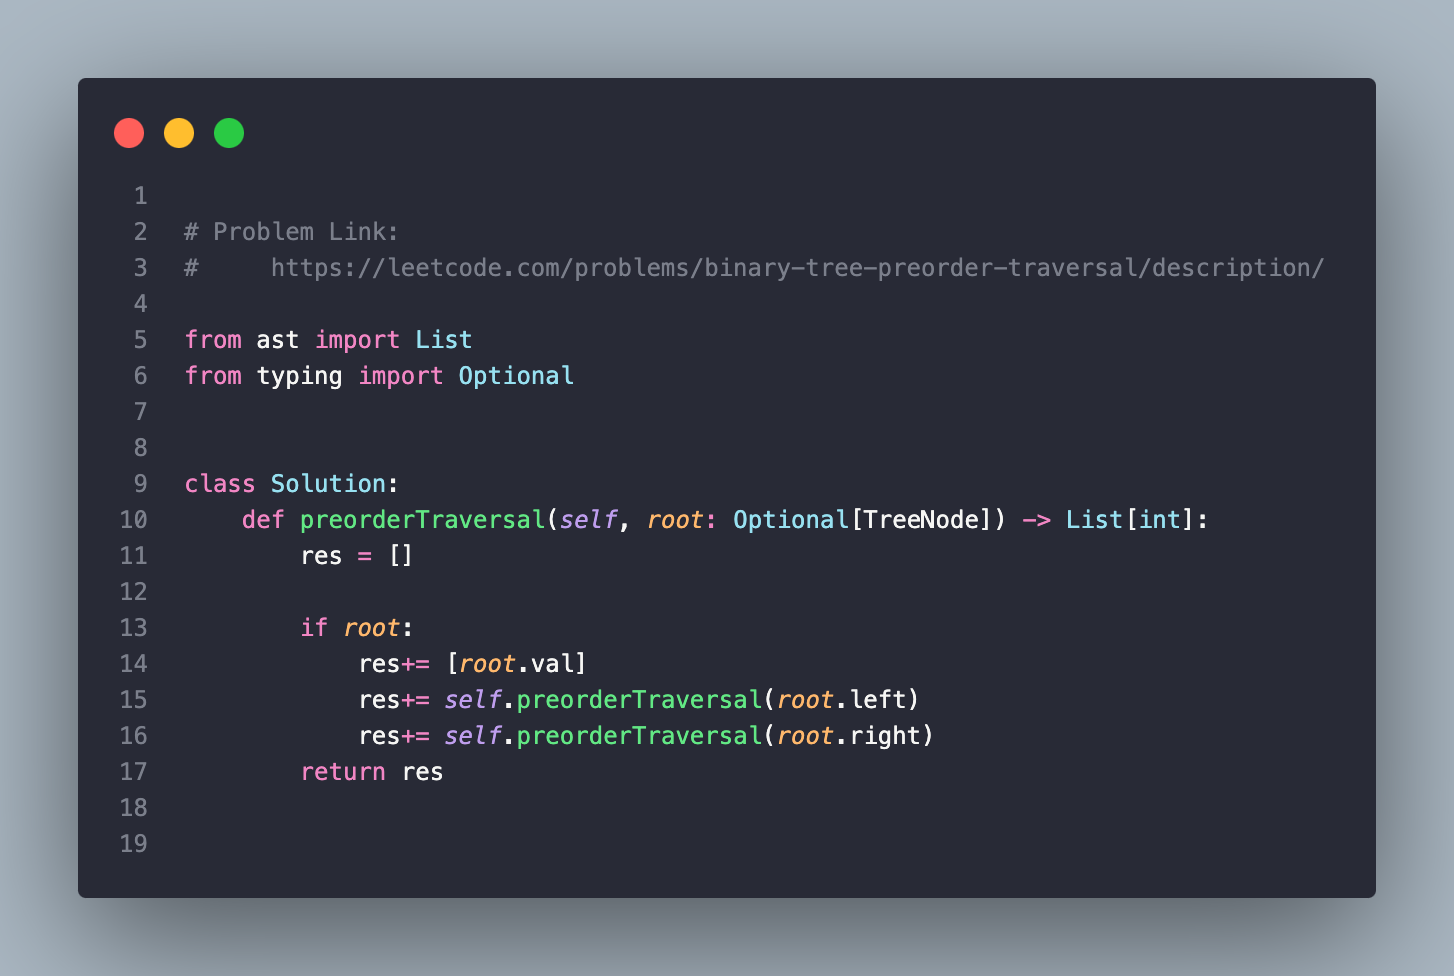 1
2 # Problem Link:
3 #     https://leetcode.com/problems/binary-tree-preorder-traversal/description/
4
5 from ast import List
6 from typing import Optional
7
8
9 class Solution:
10     def preorderTraversal(self, root: Optional[TreeNode]) -> List[int]:
11         res = []
12
13         if root:
14             res+= [root.val]
15             res+= self.preorderTraversal(root.left)
16             res+= self.preorderTraversal(root.right)
17         return res
18
19